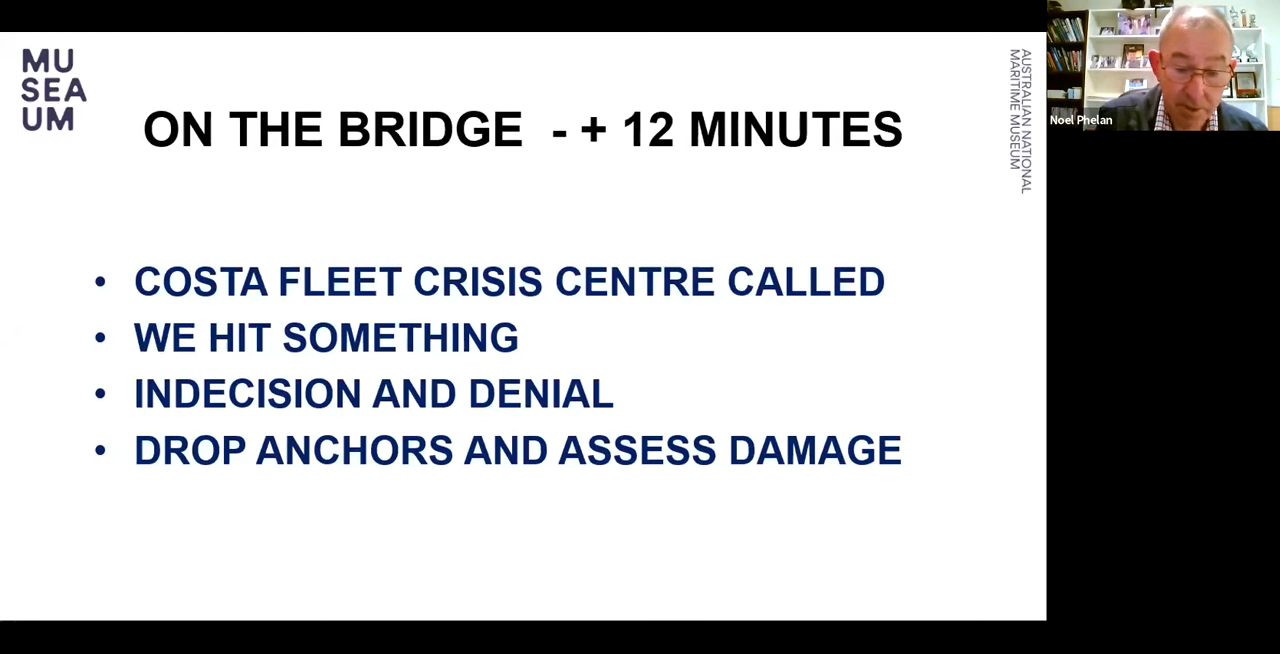 MU
SEA
UM
ON THE BRIDGE - + 12 MINUTES
AUSTRALIAN NATIONAL
MARITIME MUSEUM
• COSTA FLEET CRISIS CENTRE CALLED
• WE HIT SOMETHING
• INDECISION AND DENIAL
• DROP ANCHORS AND ASSESS DAMAGE
Noel Phelan